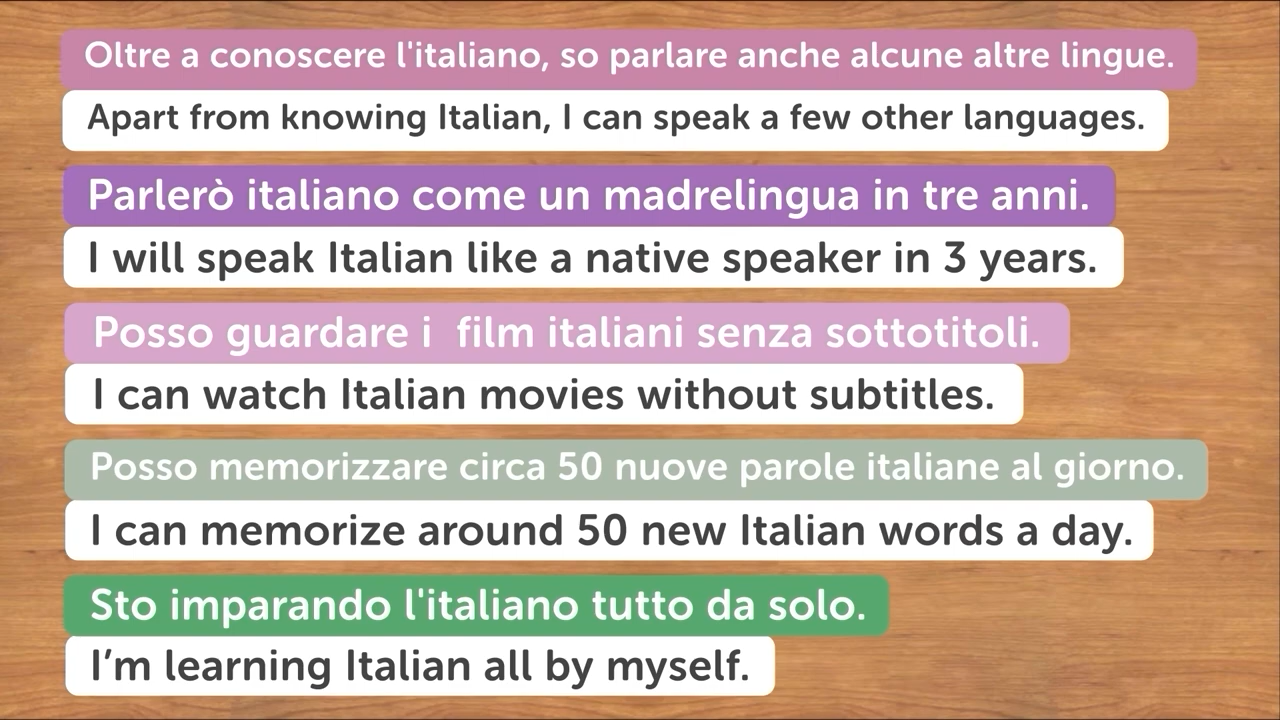 Oltre a conoscere l'italiano, so parlare anche alcune altre lingue.
Apart from knowing Italian, I can speak a few other languages.
Parlerò italiano come un madrelingua in tre anni.
I will speak Italian like a native speaker in 3 years.
Posso guardare i  film italiani senza sottotitoli.
I can watch Italian movies without subtitles.
Posso memorizzare circa 50 nuove parole italiane al giorno.
I can memorize around 50 new Italian words a day.
Sto imparando l'italiano tutto da solo.
I’m learning Italian all by myself.